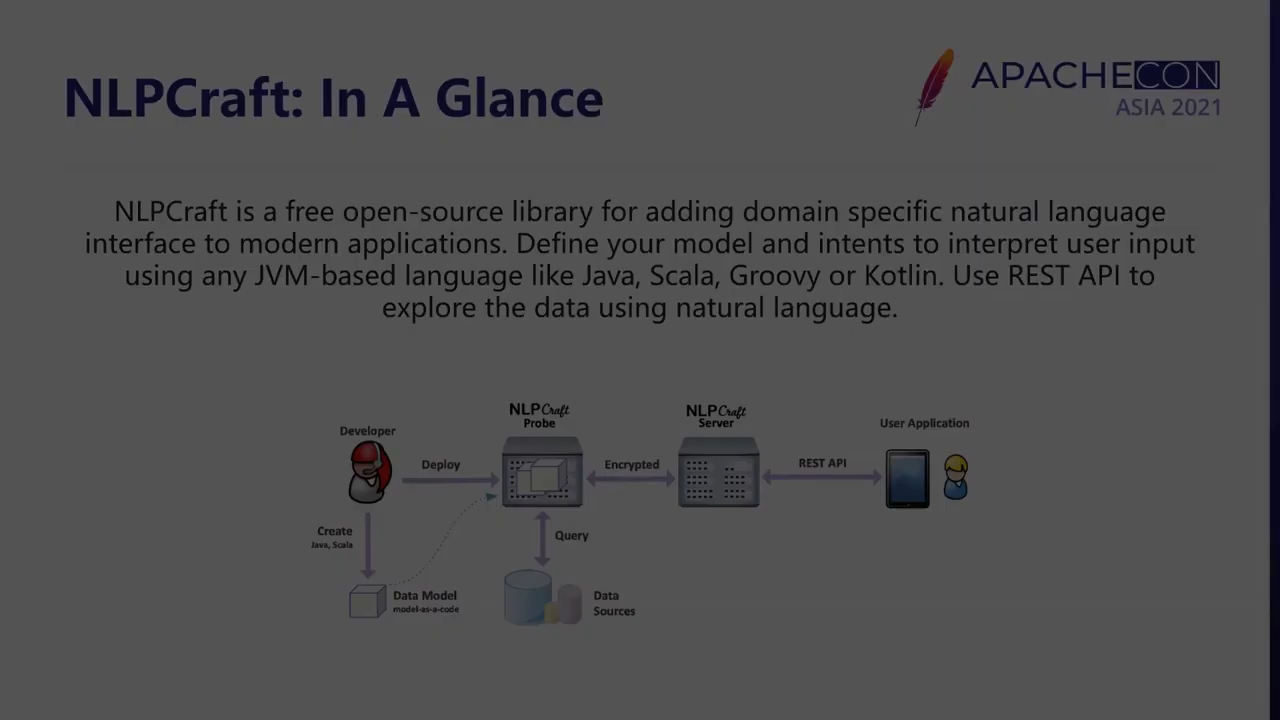 NLPCraft: In A Glance
APACHECON
ASIA 2021
NLPCraft is a free open-source library for adding domain specific natural language
interface to modern applications. Define your model and intents to interpret user input
using any JVM-based language like Java, Scala, Groovy or Kotlin. Use REST API to
explore the data using natural language.
Developer
NLPCraft
Probe
NLPCraft
Server
User Application
Deploy
Encrypted
REST API
Create
Java, Scala
Query
Data Model
model-as-a-code
Data
Sources